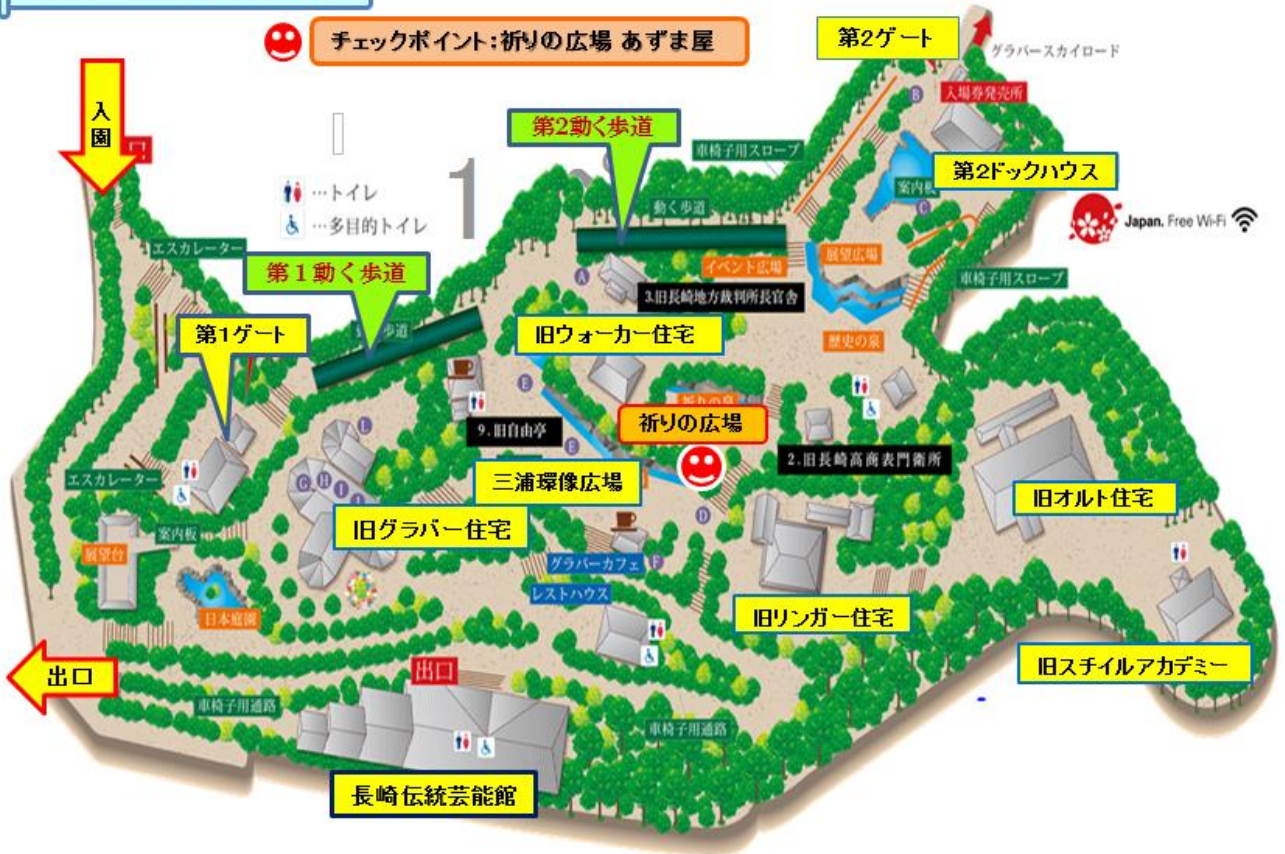 チェックポイント:祈りの広場 あずま屋
第2ゲート
グラバースカイロード
入場券発売所
B
入園
口
第2動く歩道
車椅子用スロープ
第2ドックハウス
案内板
C
Japan. Free Wi-Fi
…トイレ
…多目的トイレ
1
動く歩道
エスカレーター
第1動く歩道
イベント広場
展望広場
車椅子用スロープ
A
3.旧長崎地方裁判所長官舎
第1ゲート
歩道
旧ウォーカー住宅
歴史の泉
E
祈りの泉
祈りの広場
L
9.旧自由亭
E
2.旧長崎高商表門衛所
エスカレーター
G
H
I
三浦環像広場
旧オルト住宅
D
案内板
展望台
旧グラバー住宅
グラバーカフェ
F
レストハウス
日本庭園
旧リンガー住宅
旧スチイルアカデミー
出口
出口
車椅子用通路
車椅子用通路
長崎伝統芸能館